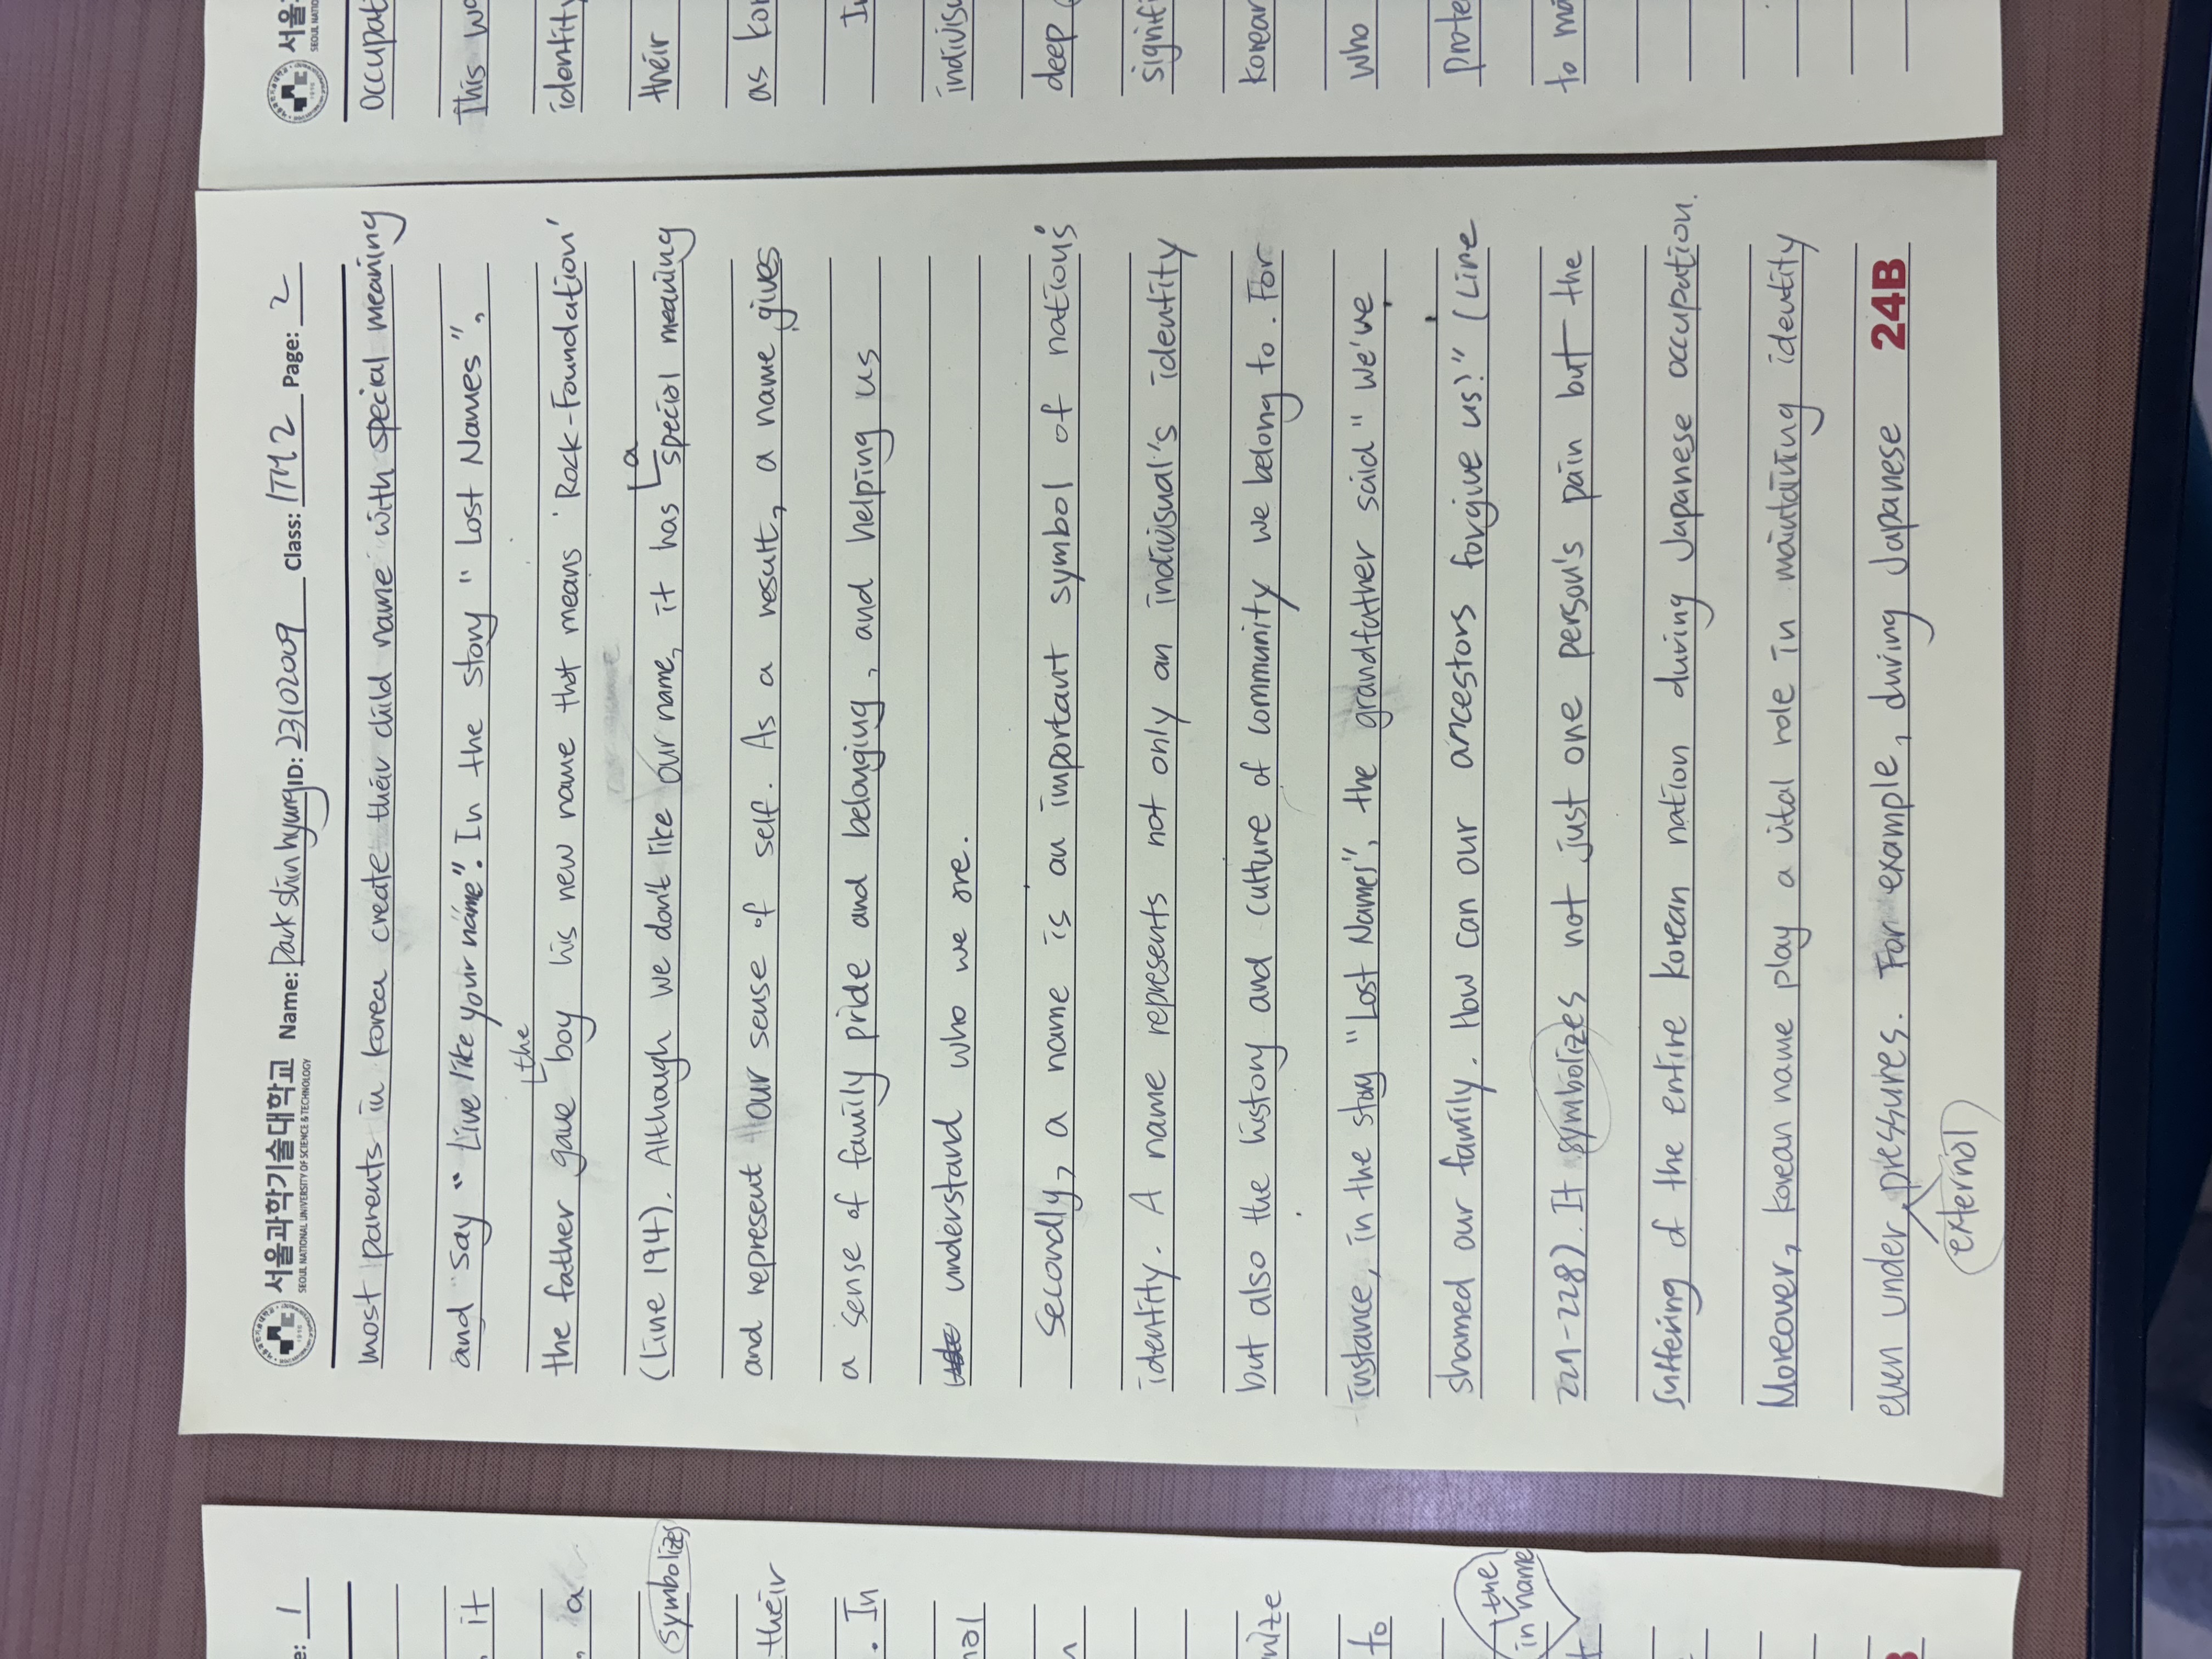 e: 1
, it
, a
symbolizes
their
. In
nize
to
the
in name
서울과학기술대학교
SEOUL NATIONAL UNIVERSITY OF SCIENCE & TECHNOLOGY
1910
Name: Park shin hyung ID: 23102009 Class: ITM 2 Page: 2
most parents in korea create their child name with special meaning
and say " Live like your name". In the story " Lost Names",
the
the father gave boy his new name that means 'Rock-Foundation'
a
(Line 194). Although we don't like our name, it has special meaning
and represent our sense of self. As a result, a name gives
a sense of family pride and belonging, and helping us
understand who we are.
Secondly, a name is an important symbol of nation's
identity. A name represents not only an indivisual's identity
but also the history and culture of community we belong to. For
instance, in the story "Lost Names", the grandfather said " we've
shamed our family. How can our ancestors forgive us?" (Line
227-228). It symbolizes not just one person's pain but the
suffering of the entire korean nation during Japanese occupation.
Moreover, korean name play a vital role in maintaining identity
even under pressures. For example, during Japanese
external
24B
서울
SEOUL NATIO
1910
occupat
This wa
identity
their
as kor
In
indivisu
deep
signifi
korean
who
prote
to ma